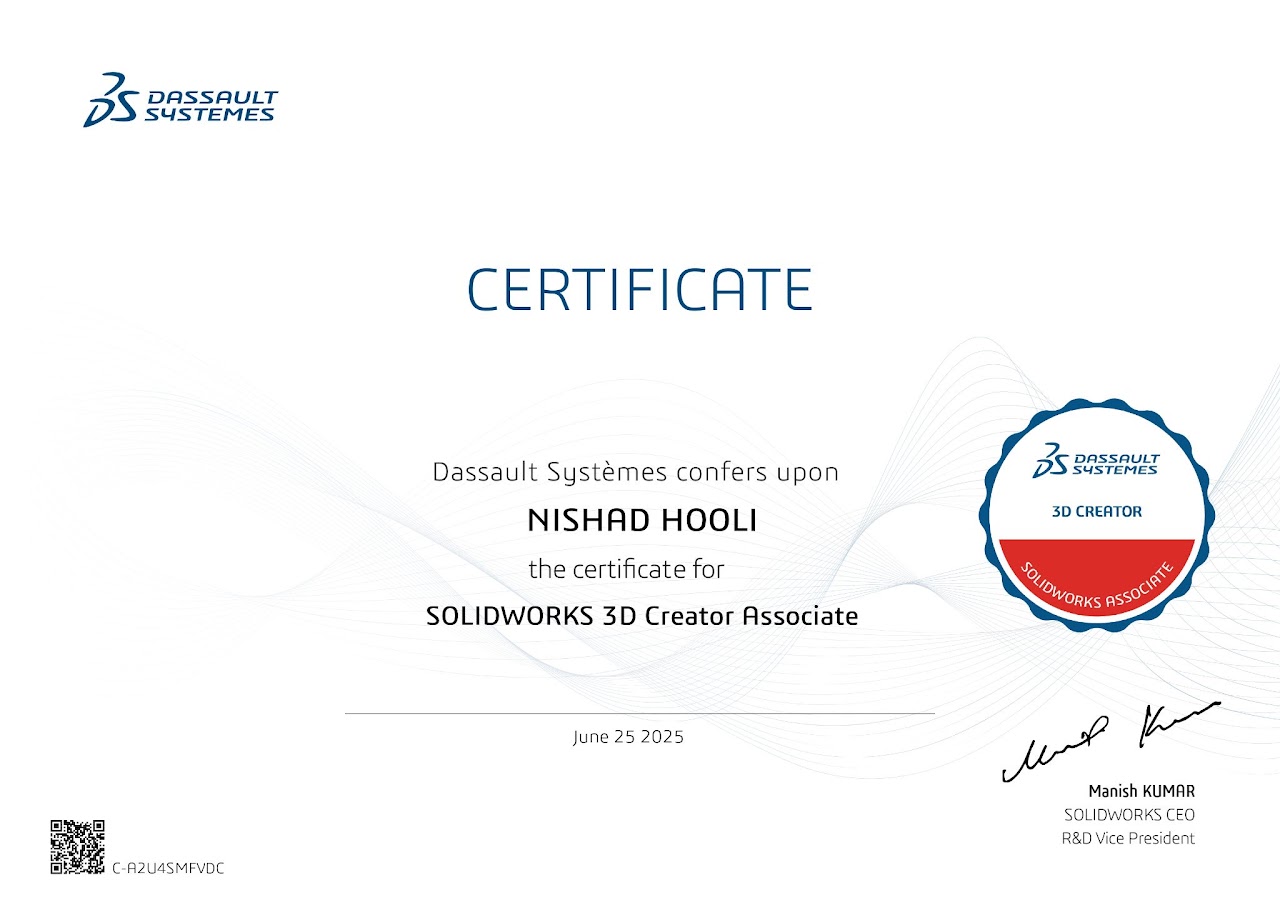 DASSAULT
SYSTEMES
CERTIFICATE
Dassault Systèmes confers upon
NISHAD HOOLI
the certificate for
SOLIDWORKS 3D Creator Associate
DASSAULT
SYSTEMES
3D CREATOR
SOLIDWORKS ASSOCIATE
June 25 2025
Manish KUMAR
SOLIDWORKS CEO
R&D Vice President
C-A2U4SMFVDC